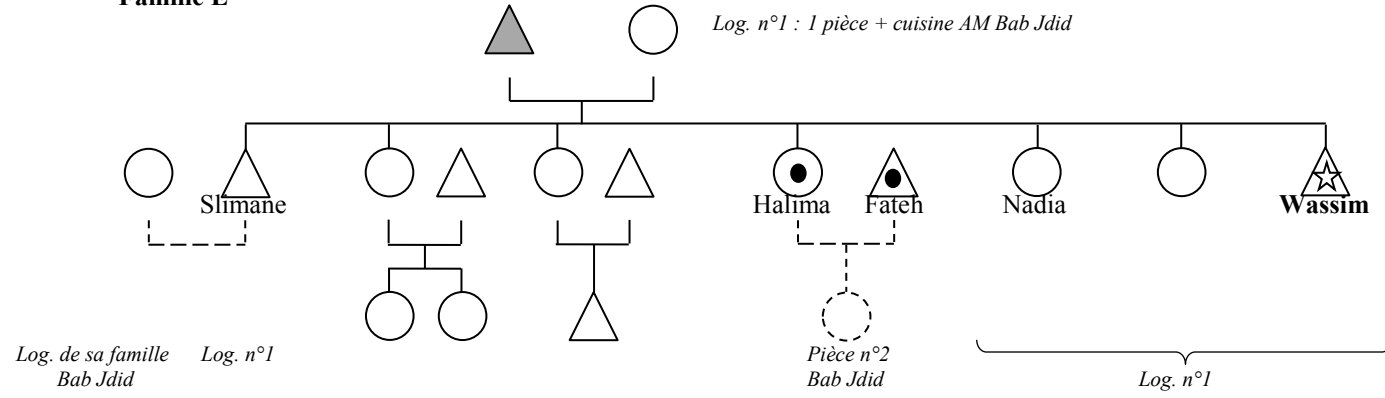 Famille E
Log. n°1 : 1 pièce + cuisine AM Bab Jdid
Slimane
Halima
Fateh
Nadia
Wassim
Log. de sa famille
Bab Jdid
Log. n°1
Pièce n°2
Bab Jdid
Log. n°1